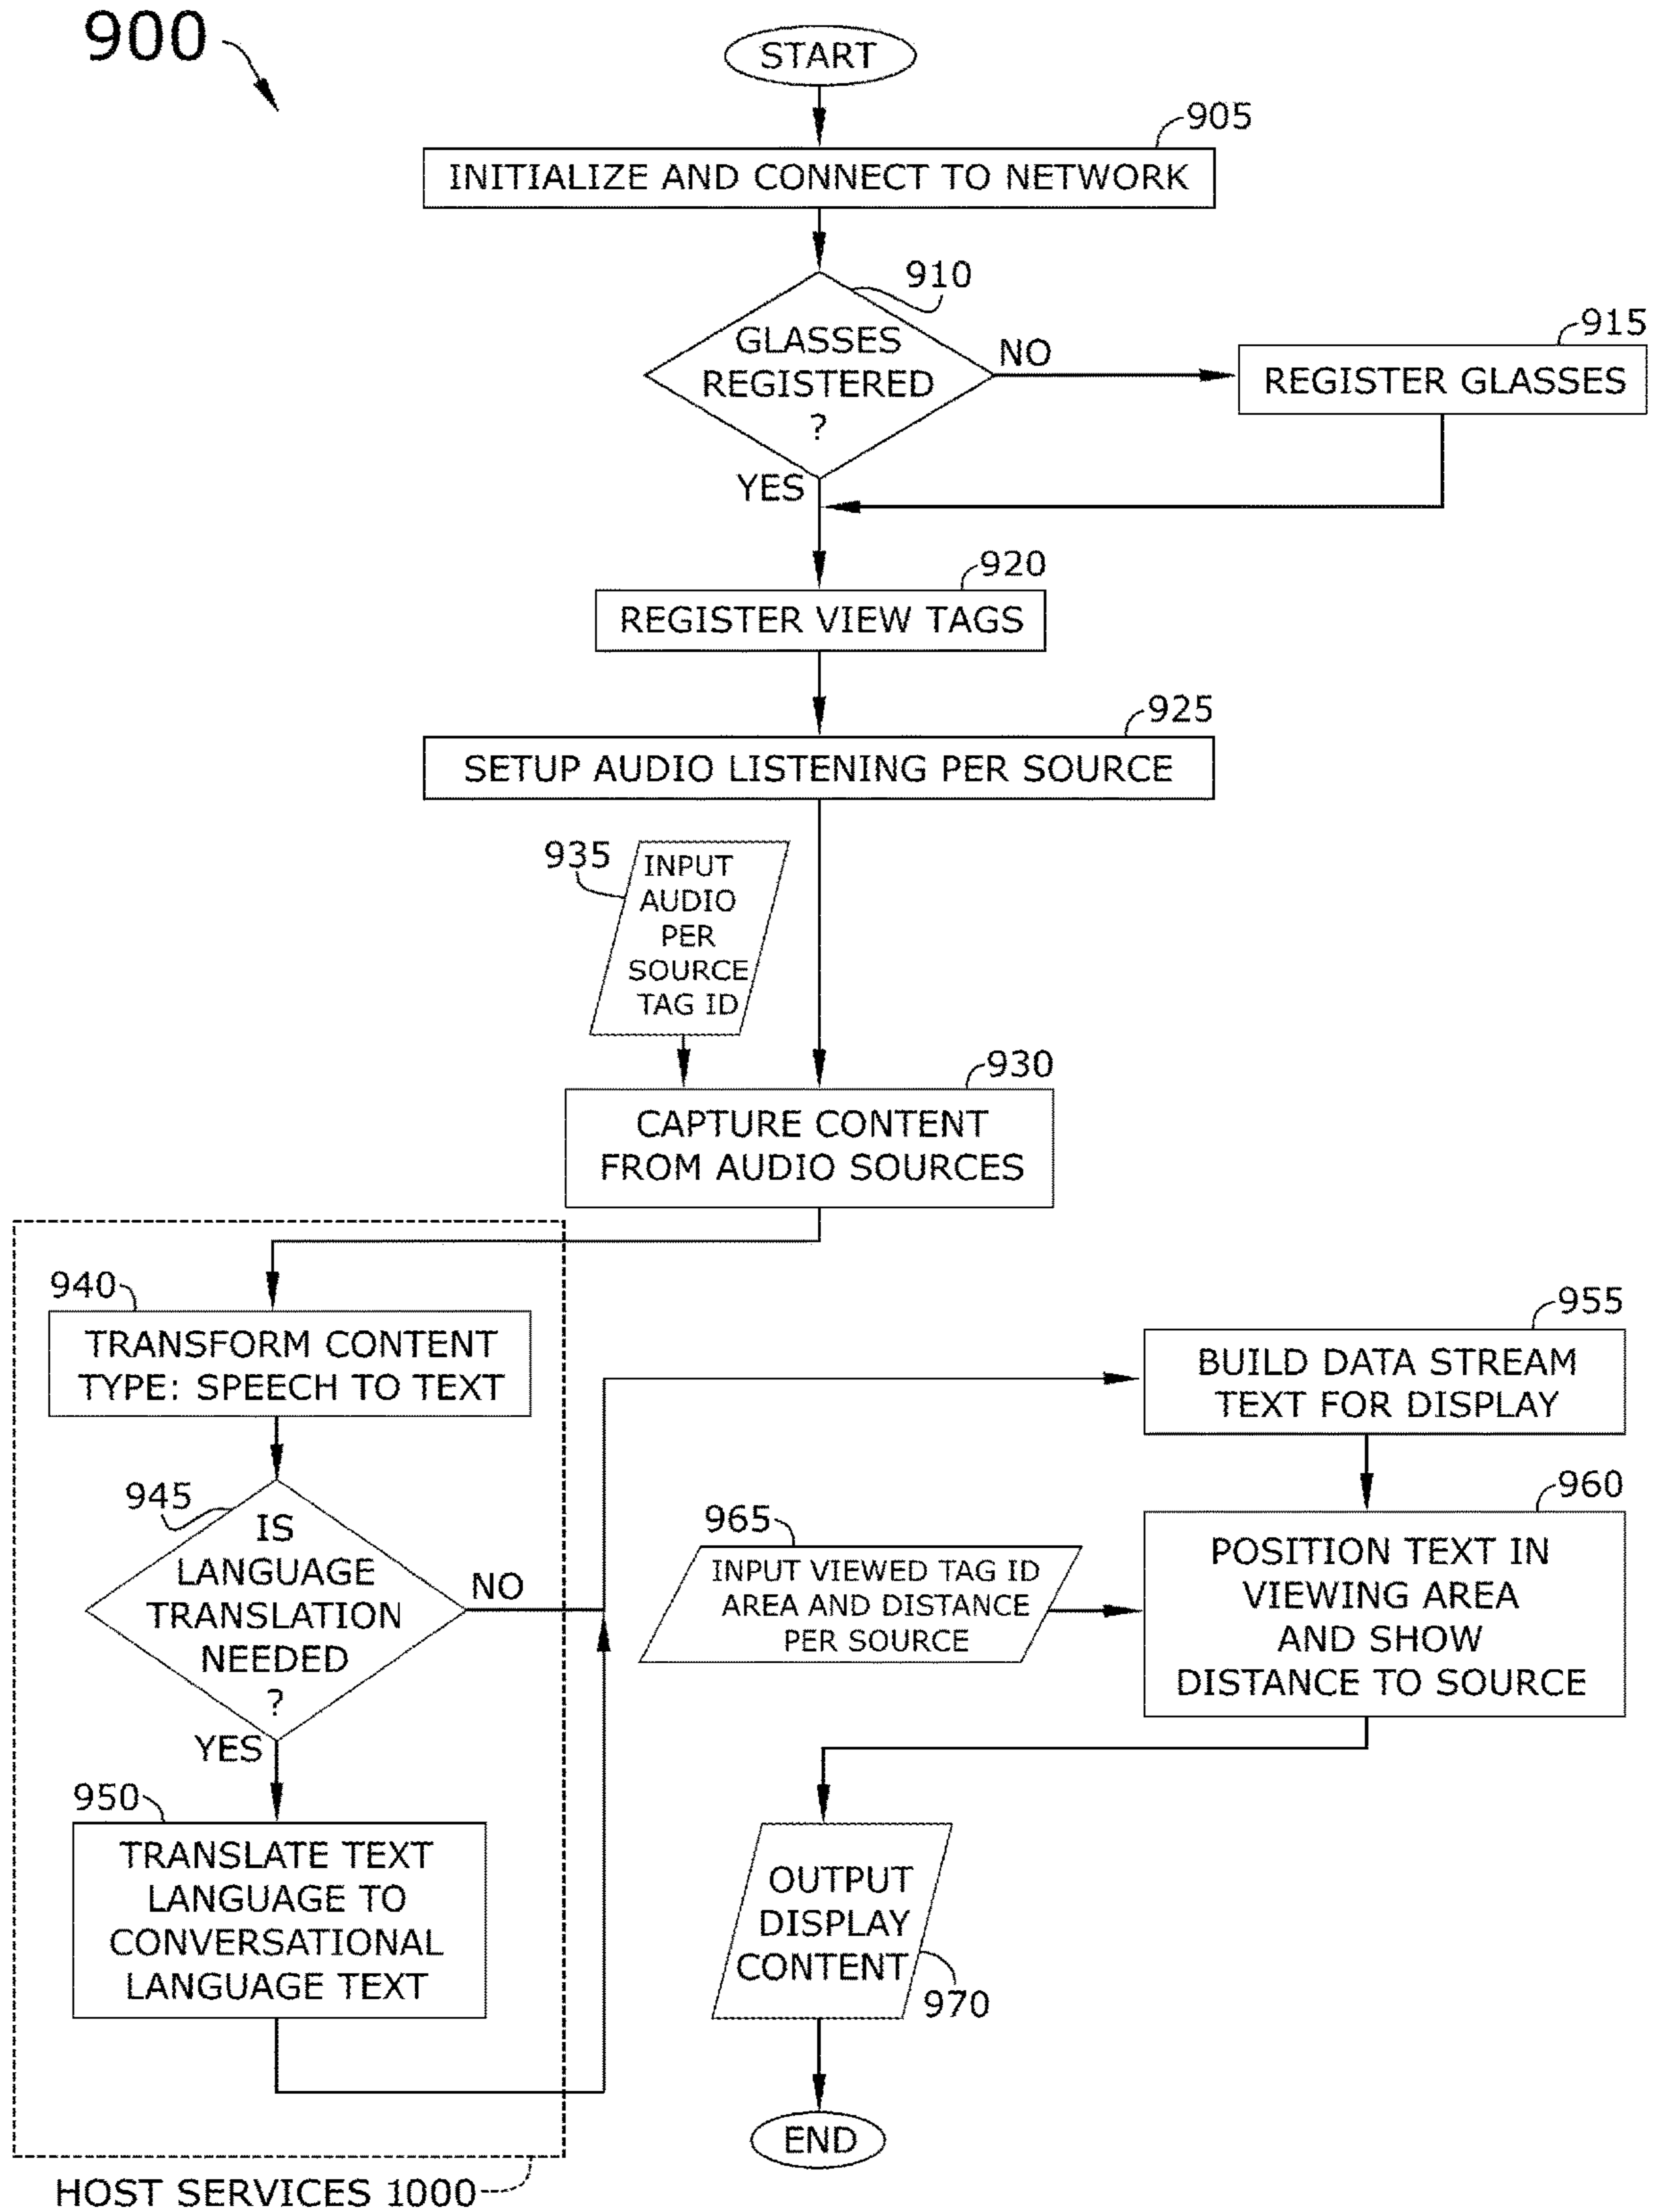 900
START
905
INITIALIZE AND CONNECT TO NETWORK
910
GLASSES
REGISTERED
?
NO
915
REGISTER GLASSES
YES
920
REGISTER VIEW TAGS
925
SETUP AUDIO LISTENING PER SOURCE
935
INPUT
AUDIO
PER
SOURCE
TAG ID
930
CAPTURE CONTENT
FROM AUDIO SOURCES
940
TRANSFORM CONTENT
TYPE: SPEECH TO TEXT
945
IS
LANGUAGE
TRANSLATION
NEEDED
?
NO
YES
950
TRANSLATE TEXT
LANGUAGE TO
CONVERSATIONAL
LANGUAGE TEXT
HOST SERVICES 1000
955
BUILD DATA STREAM
TEXT FOR DISPLAY
960
POSITION TEXT IN
VIEWING AREA
AND SHOW
DISTANCE TO SOURCE
965
INPUT VIEWED TAG ID
AREA AND DISTANCE
PER SOURCE
OUTPUT
DISPLAY
CONTENT
970
END